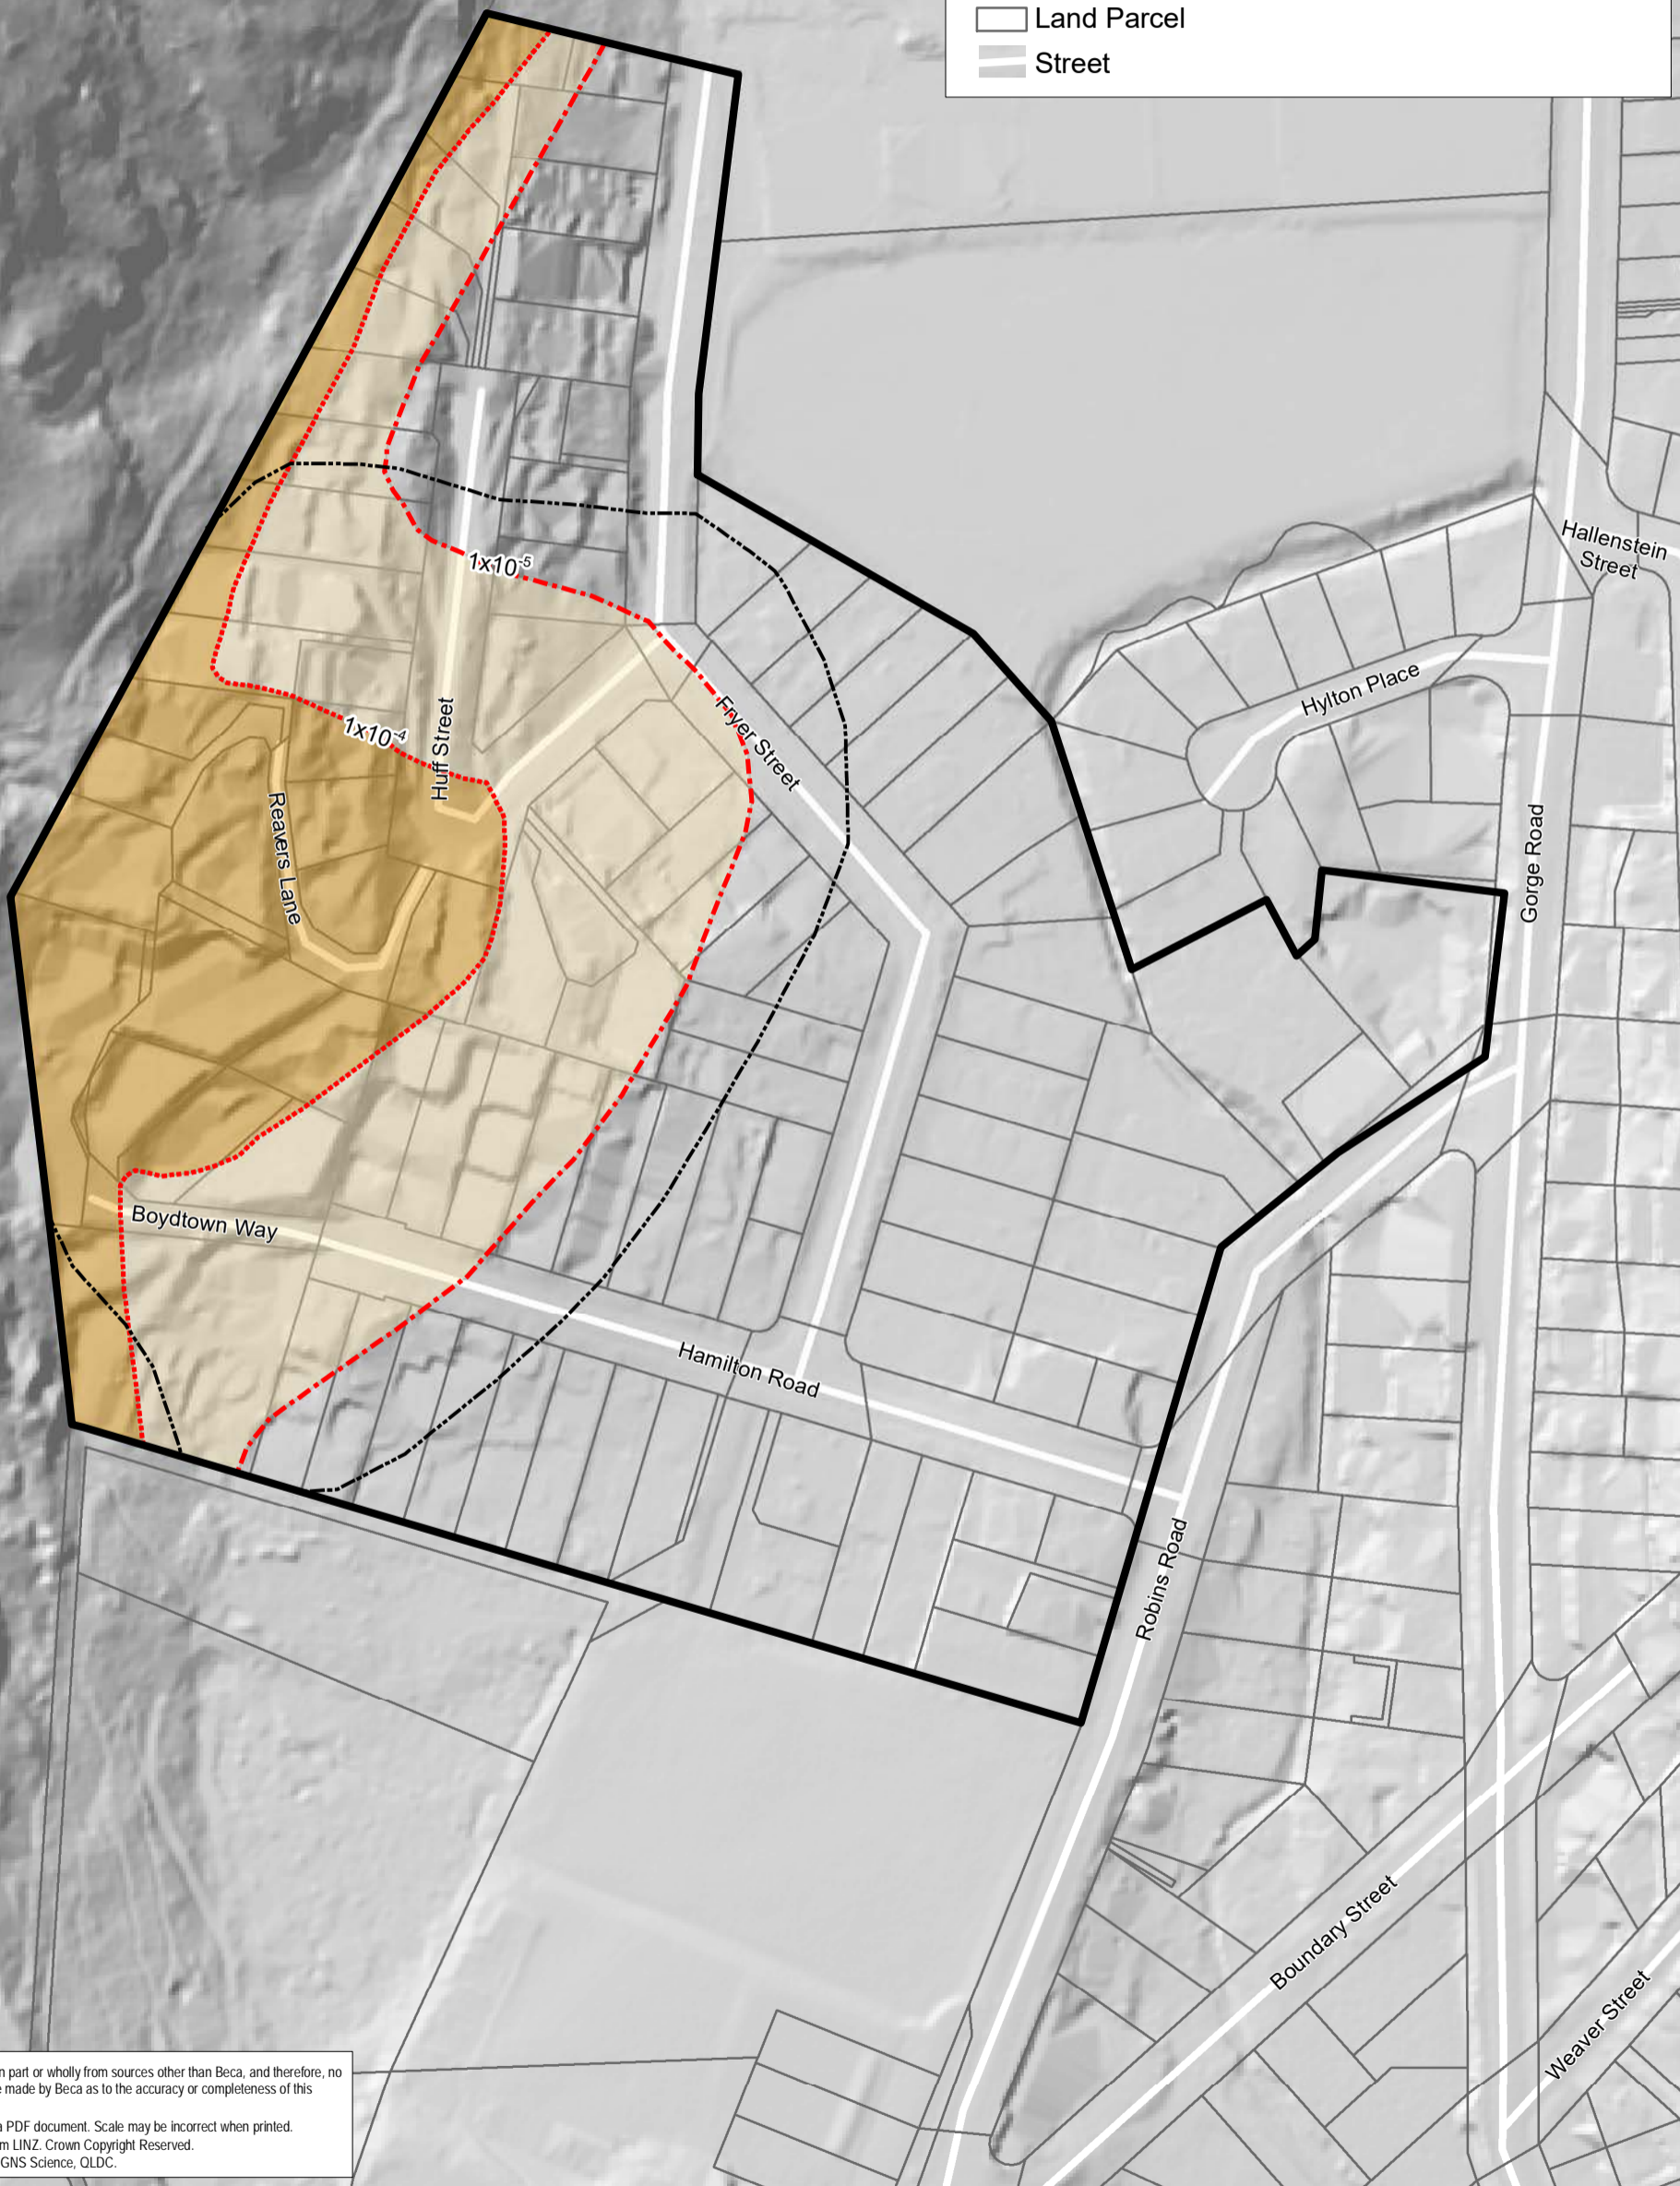 Land Parcel
Street
Hallenstein
Street
1x10-5
Hylton Place
Fryer Street
1x10-4
Huff Street
Reavers Lane
Gorge Road
Boydtown Way
Hamilton Road
Robins Road
Boundary Street
Weaver Street
n part or wholly from sources other than Beca, and therefore, no
made by Beca as to the accuracy or completeness of this
a PDF document. Scale may be incorrect when printed.
m LINZ. Crown Copyright Reserved.
GNS Science, QLDC.